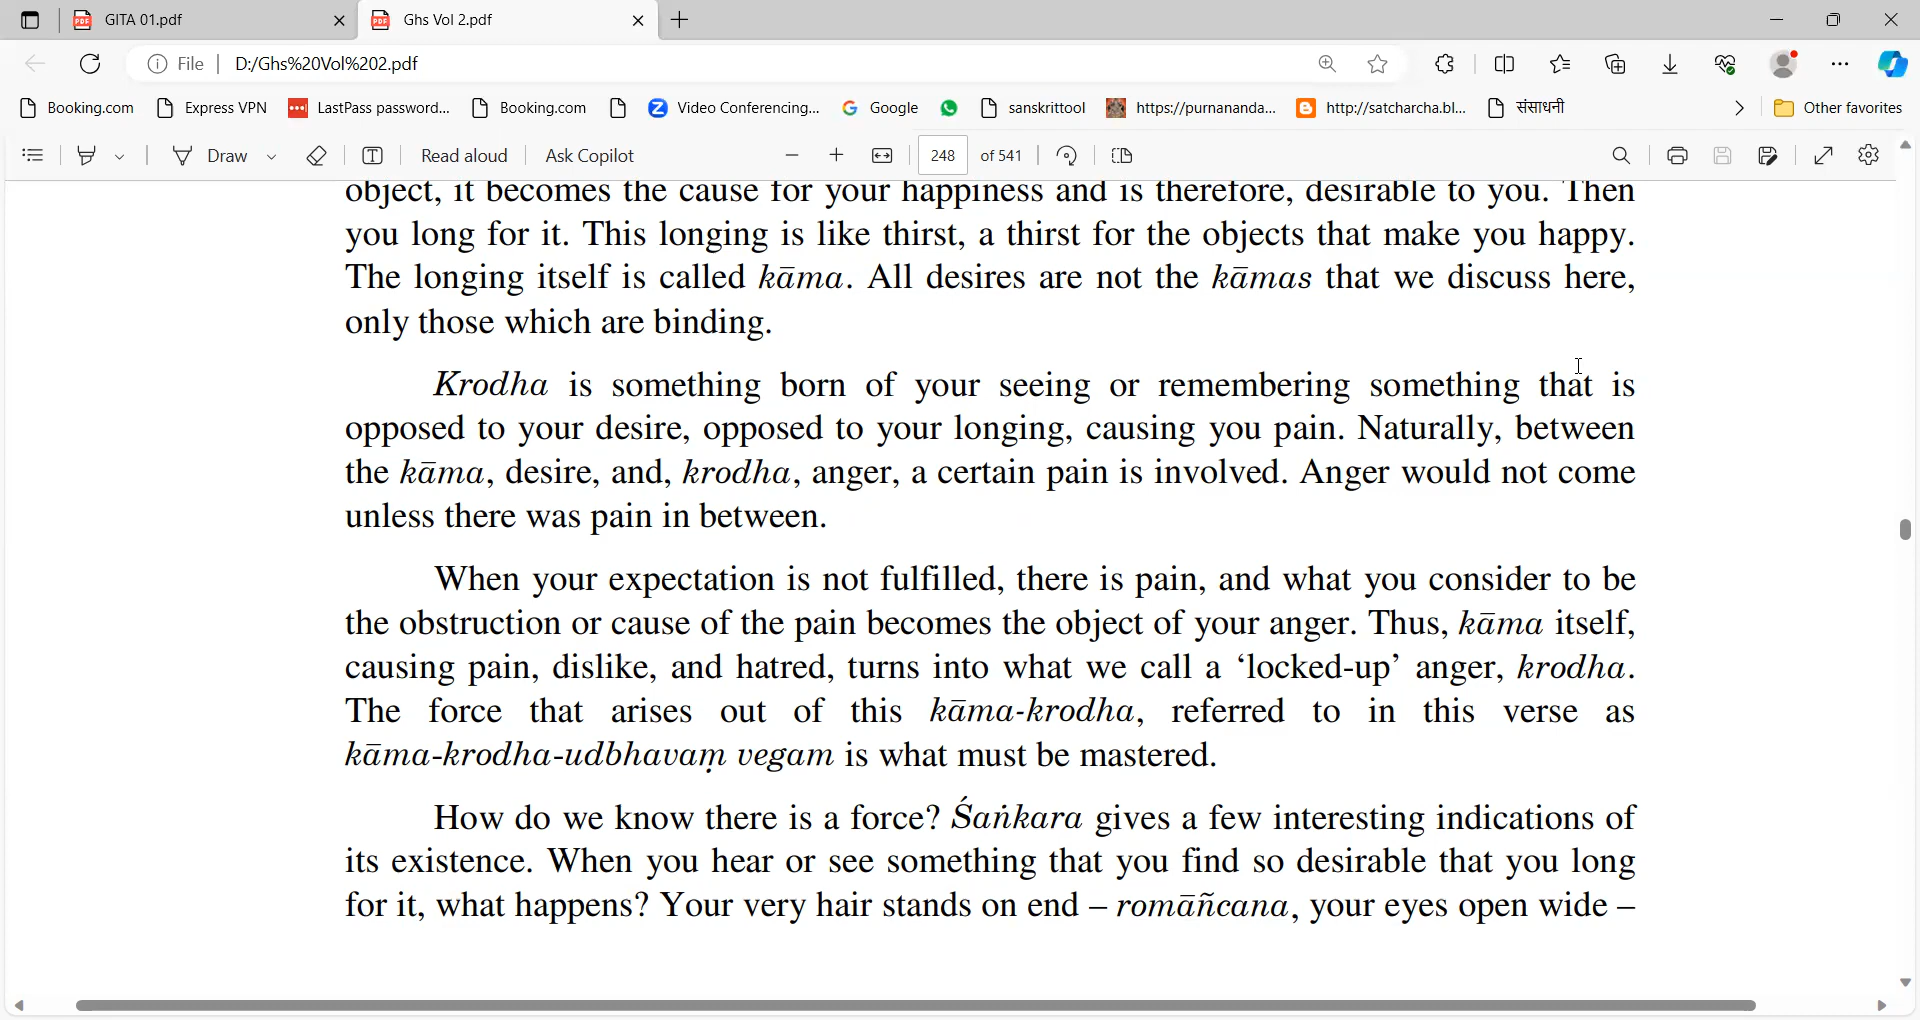 GITA 01.pdf
Ghs Vol 2.pdf
File
D:/Ghs%20Vol%202.pdf
Booking.com
Express VPN
LastPass password...
Booking.com
Video Conferencing...
Google
sanskrittool
https://purnananda...
http://satcharcha.bl...
संसाधनी
Other favorites
Draw
Read aloud
Ask Copilot
248 of 541
object, it becomes the cause for your happiness and is therefore, desirable to you. Then
you long for it. This longing is like thirst, a thirst for the objects that make you happy.
The longing itself is called kāma. All desires are not the kāmas that we discuss here,
only those which are binding.
Krodha is something born of your seeing or remembering something that is
opposed to your desire, opposed to your longing, causing you pain. Naturally, between
the kāma, desire, and, krodha, anger, a certain pain is involved. Anger would not come
unless there was pain in between.
When your expectation is not fulfilled, there is pain, and what you consider to be
the obstruction or cause of the pain becomes the object of your anger. Thus, kāma itself,
causing pain, dislike, and hatred, turns into what we call a ‘locked-up’ anger, krodha.
The force that arises out of this kāma-krodha, referred to in this verse as
kāma-krodha-udbhavaṃ vegam is what must be mastered.
How do we know there is a force? Śaṅkara gives a few interesting indications of
its existence. When you hear or see something that you find so desirable that you long
for it, what happens? Your very hair stands on end – romāñcana, your eyes open wide –